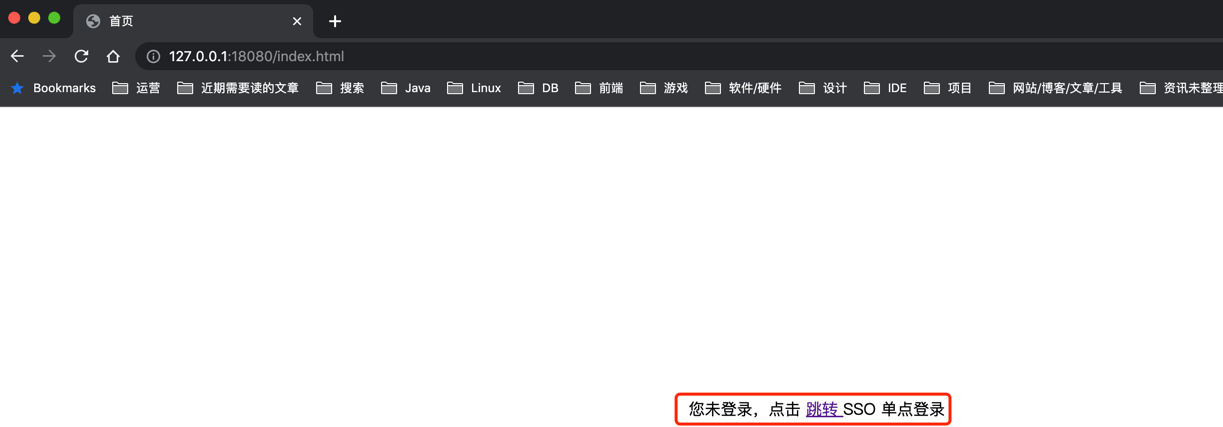 首页
127.0.0.1:18080/index.html
Bookmarks 运营 近期需要读的文章 搜索 Java Linux DB 前端 游戏 软件/硬件 设计 IDE 项目 网站/博客/文章/工具 资讯未整理
您未登录，点击 跳转 SSO 单点登录